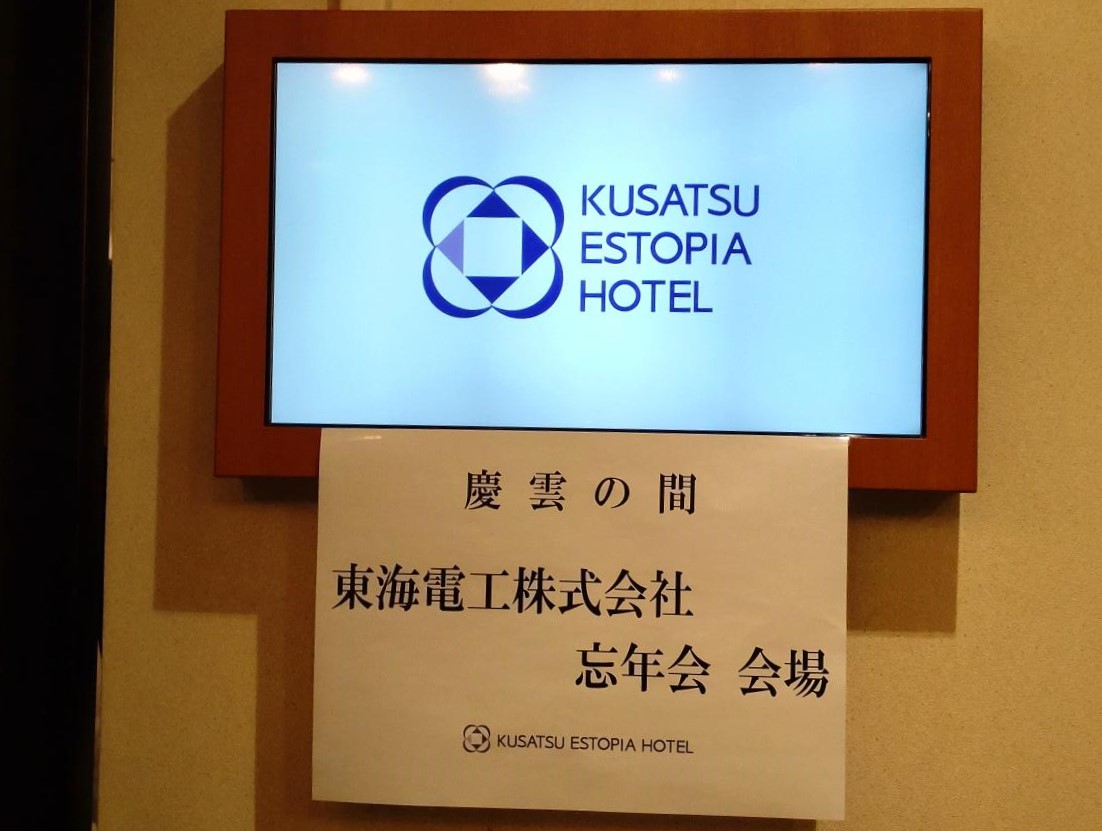 KUSATSU
ESTOPIA
HOTEL
慶雲の間
東海電工株式会社
忘年会 会場
KUSATSU ESTOPIA HOTEL